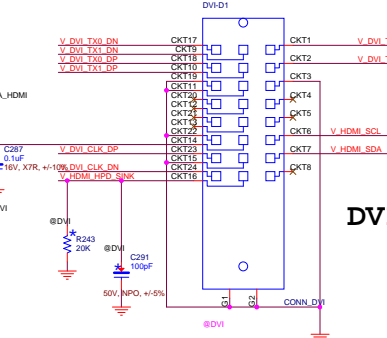 DVI-D1
V_DVI_TX0_DN
CKT17
CKT1
V_DVI_T
V_DVI_TX1_DN
CKT9
V_DVI_TX0_DP
CKT18
CKT2
V_DVI_T
V_DVI_TX1_DP
CKT10
CKT19
CKT3
CKT11
_HDMI
CKT20
CKT4
CKT12
CKT21
CKT5
CKT13
CKT22
CKT6
V_HDMI_SCL
CKT14
C287
V_DVI_CLK_DP
CKT23
CKT7
V_HDMI_SDA
0.1uF
CKT15
16V, X7R, +/-10%
V_DVI_CLK_DN
CKT24
CKT8
V_HDMI_HPD_SINK
CKT16
VI
@DVI
DV
R243
20K
@DVI
C291
100pF
50V, NPO, +/-5%
G1
G2
CONN_DVI
@DVI